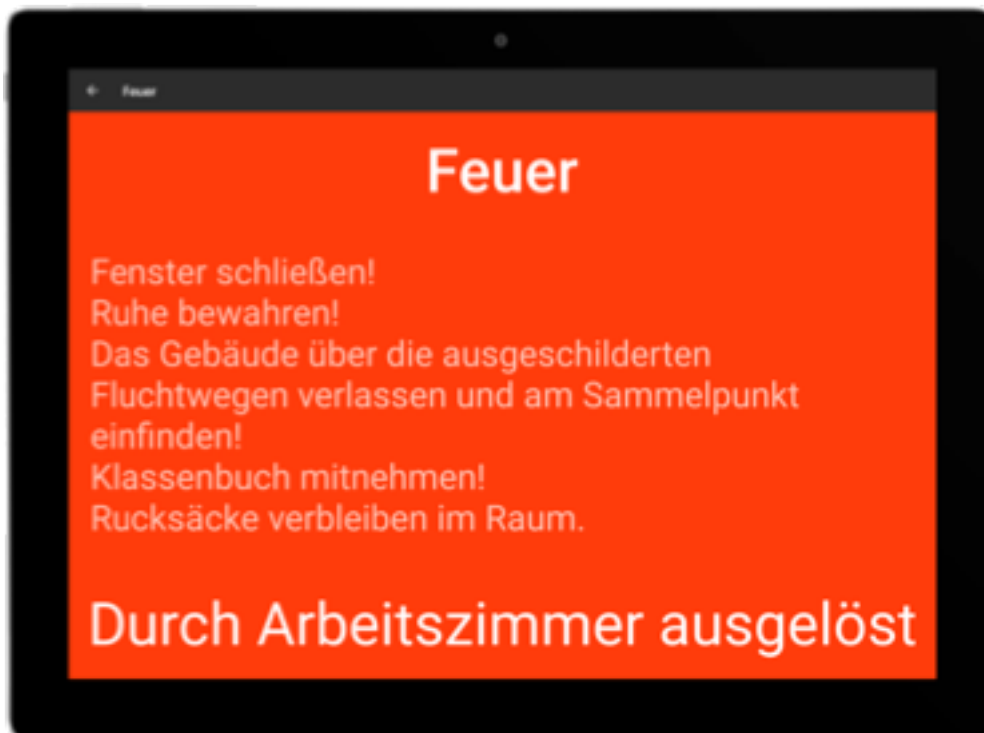 Feuer
Feuer
Fenster schließen!
Ruhe bewahren!
Das Gebäude über die ausgeschilderten
Fluchtwegen verlassen und am Sammelpunkt
einfinden!
Klassenbuch mitnehmen!
Rucksäcke verbleiben im Raum.
Durch Arbeitszimmer ausgelöst